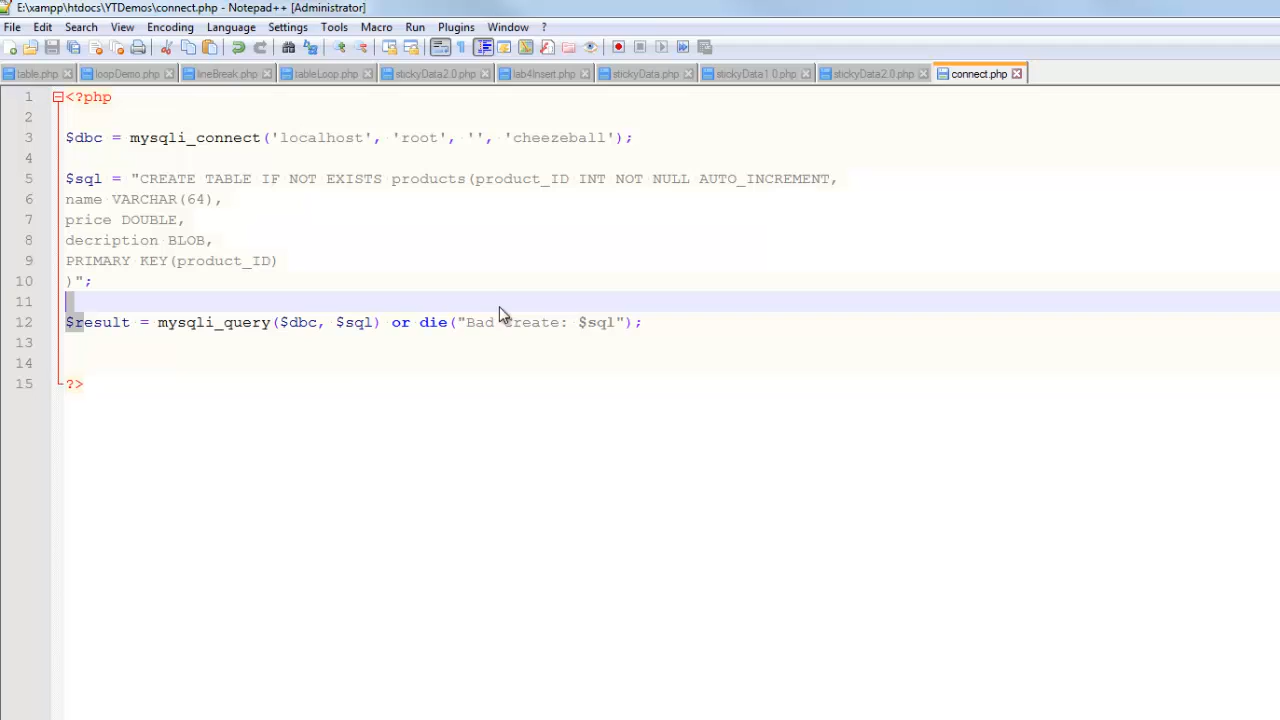 E:\xampp\htdocs\YTDemos\connect.php - Notepad++ [Administrator]
File Edit Search View Encoding Language Settings Tools Macro Run Plugins Window ?
table.php loopDemo.php lineBreak.php tableLoop.php stickyData2.0.php lab4Insert.php stickyData.php stickyData1.0.php stickyData2.0.php connect.php
1 <?php
2
3 $dbc = mysqli_connect('localhost', 'root', '', 'cheezeball');
4
5 $sql = "CREATE TABLE IF NOT EXISTS products(product_ID INT NOT NULL AUTO_INCREMENT,
6 name VARCHAR(64),
7 price DOUBLE,
8 decription BLOB,
9 PRIMARY KEY(product_ID)
10 )";
11
12 $result = mysqli_query($dbc, $sql) or die("Bad Create: $sql");
13
14
15 ?>